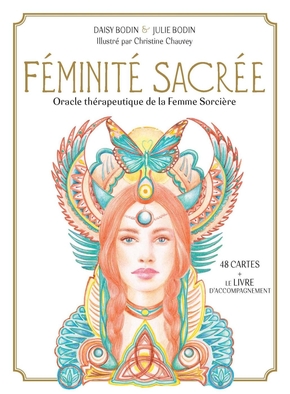 DAISY BODIN & JULIE BODIN
Illustré par Christine Chauvey
FÉMINITÉ SACRÉE
Oracle thérapeutique de la Femme Sorcière
48 CARTES
+
LE LIVRE
D'ACCOMPAGNEMENT